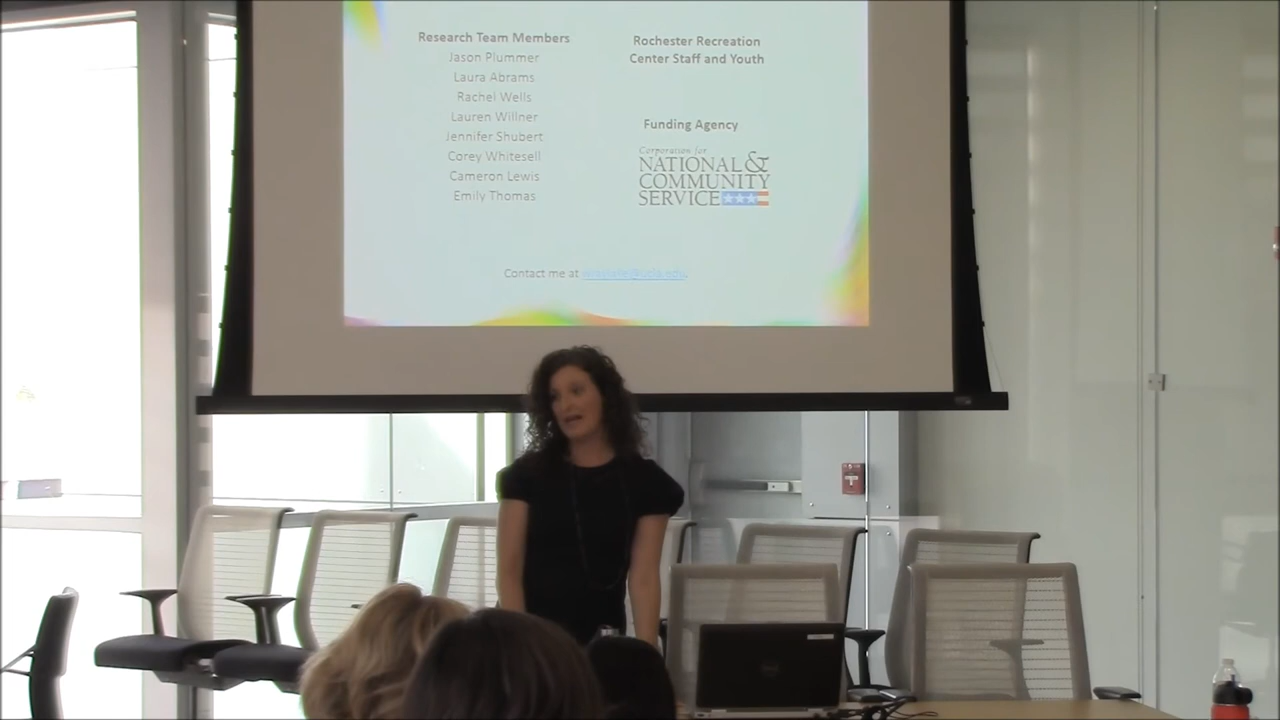 Research Team Members
Jason Plummer
Laura Abrams
Rachel Wells
Lauren Willner
Jennifer Shubert
Corey Whitesell
Cameron Lewis
Emily Thomas
Rochester Recreation
Center Staff and Youth
Funding Agency
Corporation for
NATIONAL &
COMMUNITY
SERVICE
Contact me at